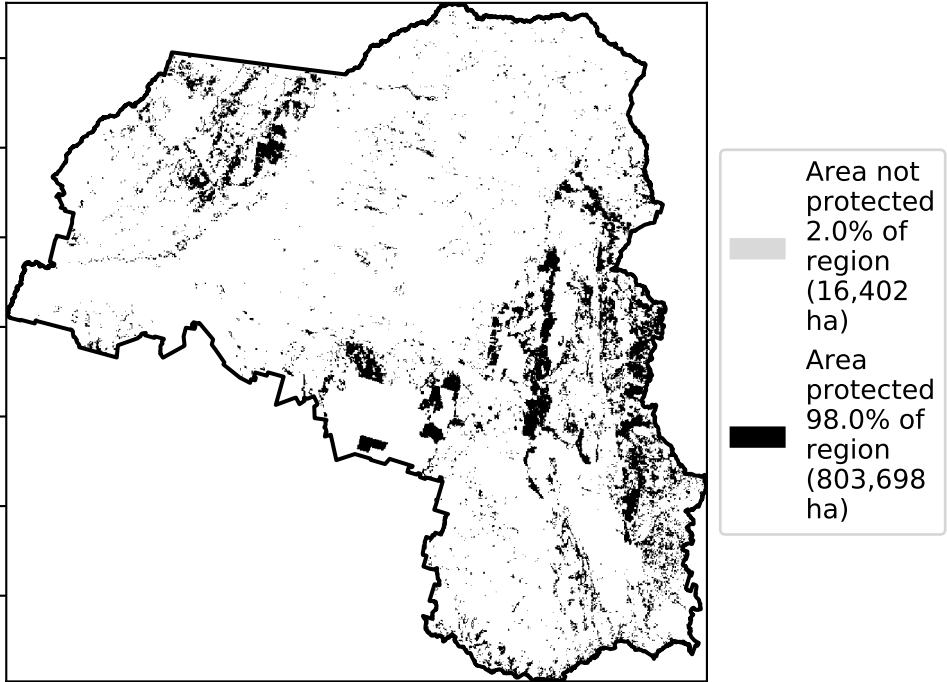 Area not
protected
2.0% of
region
(16,402
ha)
Area
protected
98.0% of
region
(803,698
ha)